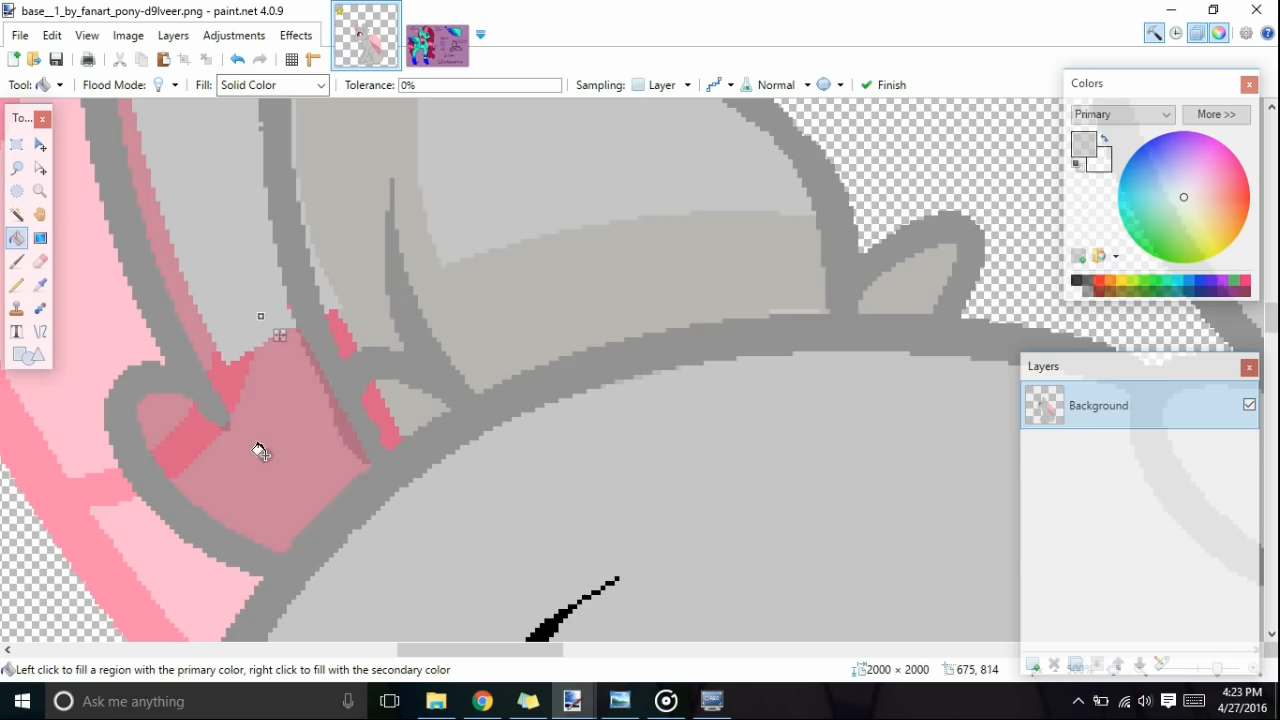 base__1_by_fanart_pony-d9lveer.png - paint.net 4.0.9
File Edit View Image Layers Adjustments Effects
Tool: Flood Mode: Fill: Solid Color Tolerance: 0% Sampling: Layer Normal Finish
To...
Colors
Primary More >>
Layers
Background
Left click to fill a region with the primary color, right click to fill with the secondary color
2000 × 2000 675, 814
Ask me anything
4:23 PM
4/27/2016